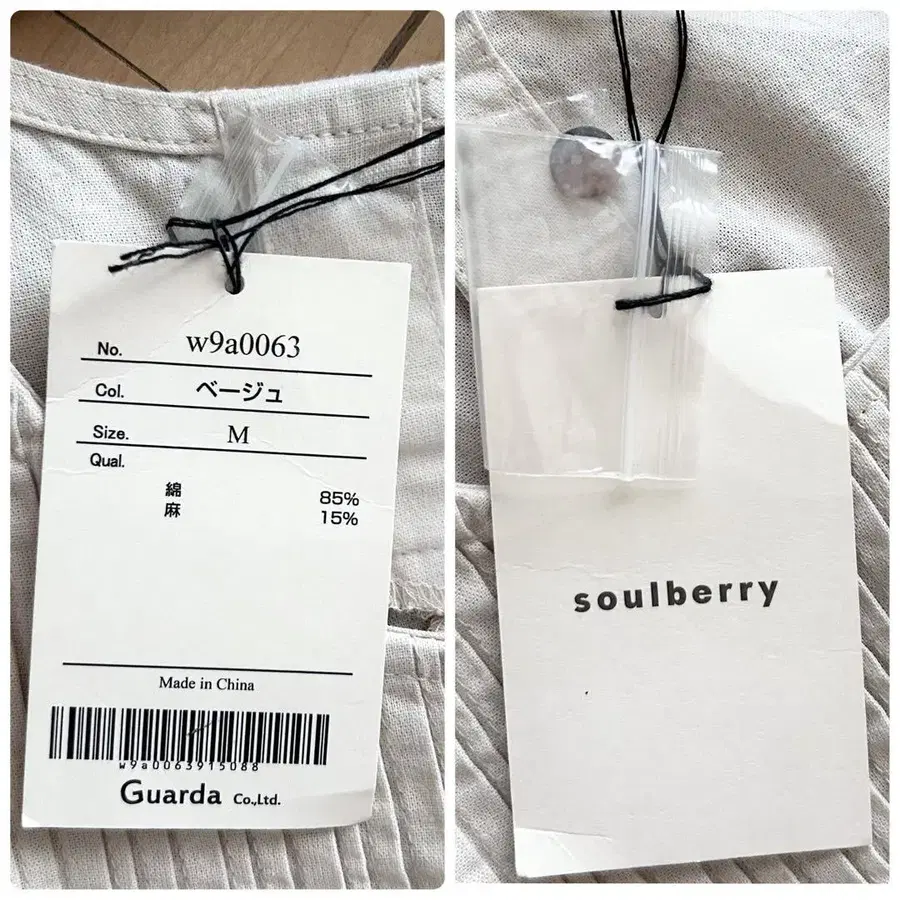 No. w9a0063
Col. ベージュ
Size. M
Qual.
綿 85%
麻 15%
Made in China
w9a0063915088
Guarda Co.,Ltd.
soulberry